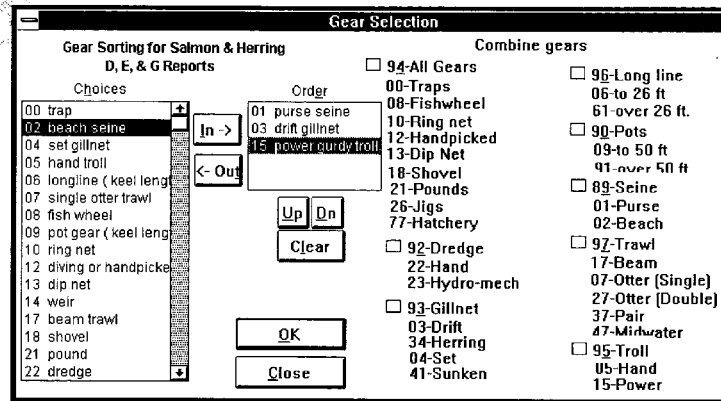 Gear Selection
Gear Sorting for Salmon & Herring
D, E, & G Reports
Choices
00 trap
02 beach seine
04 set gillnet
05 hand troll
06 longline ( keel lengt
07 single otter trawl
08 fish wheel
09 pot gear ( keel leng
10 ring net
12 diving or handpicke
13 dip net
14 weir
17 beam trawl
18 shovel
21 pound
22 dredge
In ->
<- Out
Order
01 purse seine
03 drift gillnet
15 power gurdy troll
Up
Dn
Clear
OK
Close
Combine gears
94-All Gears
00-Traps
08-Fishwheel
10-Ring net
12-Handpicked
13-Dip Net
18-Shovel
21-Pounds
26-Jigs
77-Hatchery
92-Dredge
22-Hand
23-Hydro-mech
93-Gillnet
03-Drift
34-Herring
04-Set
41-Sunken
96-Long line
06-to 26 ft
61-over 26 ft.
90-Pots
09-to 50 ft
91-over 50 ft
89-Seine
01-Purse
02-Beach
97-Trawl
17-Beam
07-Otter (Single)
27-Otter (Double)
37-Pair
47-Midwater
95-Troll
05-Hand
15-Power